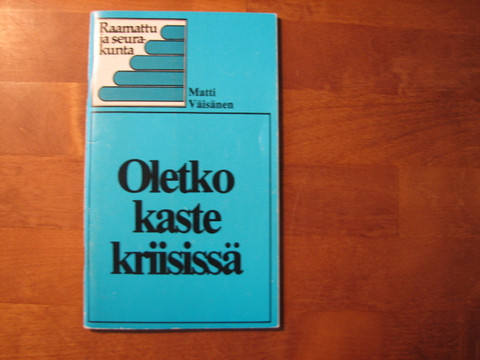 Raamattu
ja seura-
kunta
Matti
Väisänen
Oletko
kaste
kriisissä